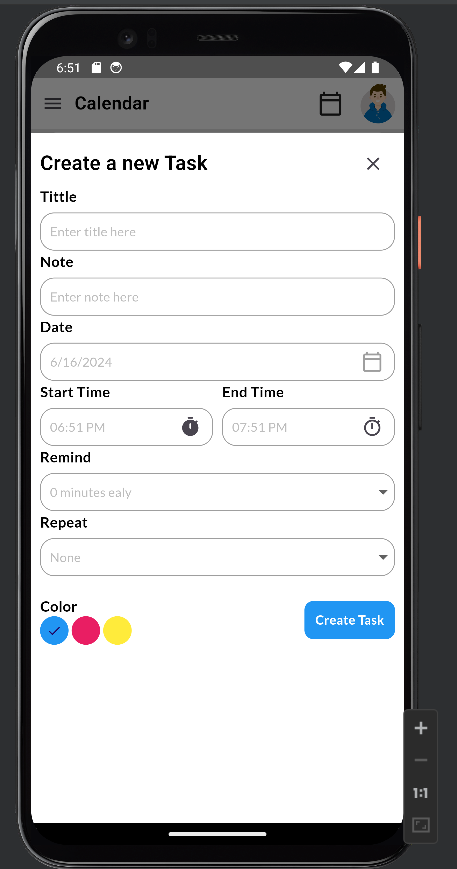 6:51
Calendar
Create a new Task
Tittle
Enter title here
Note
Enter note here
Date
6/16/2024
Start Time End Time
06:51 PM 07:51 PM
Remind
0 minutes ealy
Repeat
None
Color
Create Task
1:1